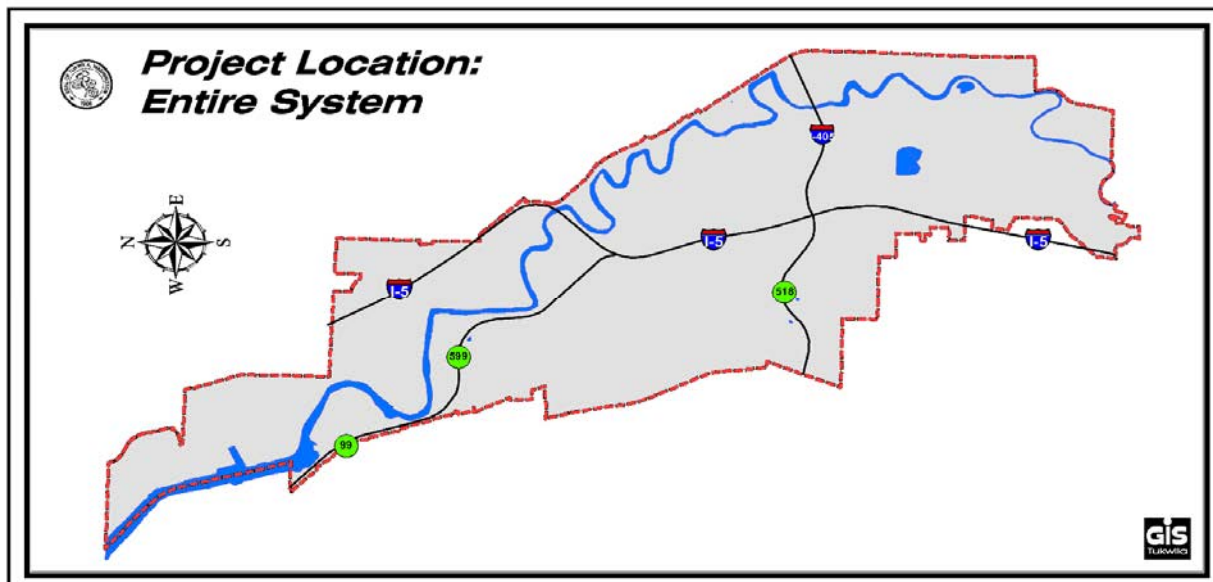 Project Location:
Entire System
E
N
S
W
I-405
I-5
I-5
I-5
518
599
99
GIS
Tukwila